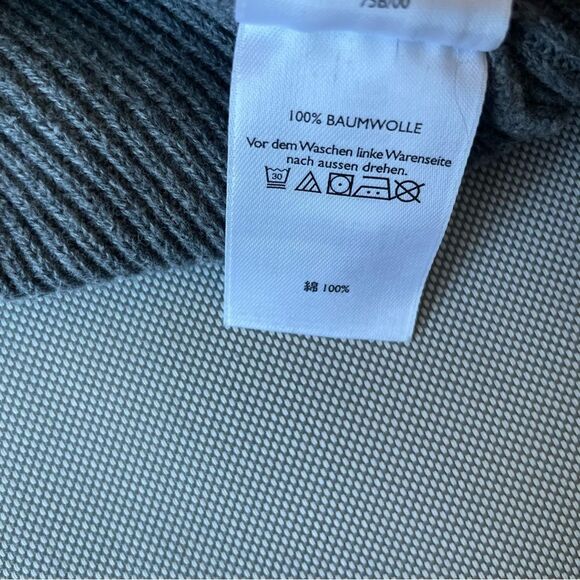 100% BAUMWOLLE
Vor dem Waschen linke Warenseite
nach aussen drehen.
30
綿 100%